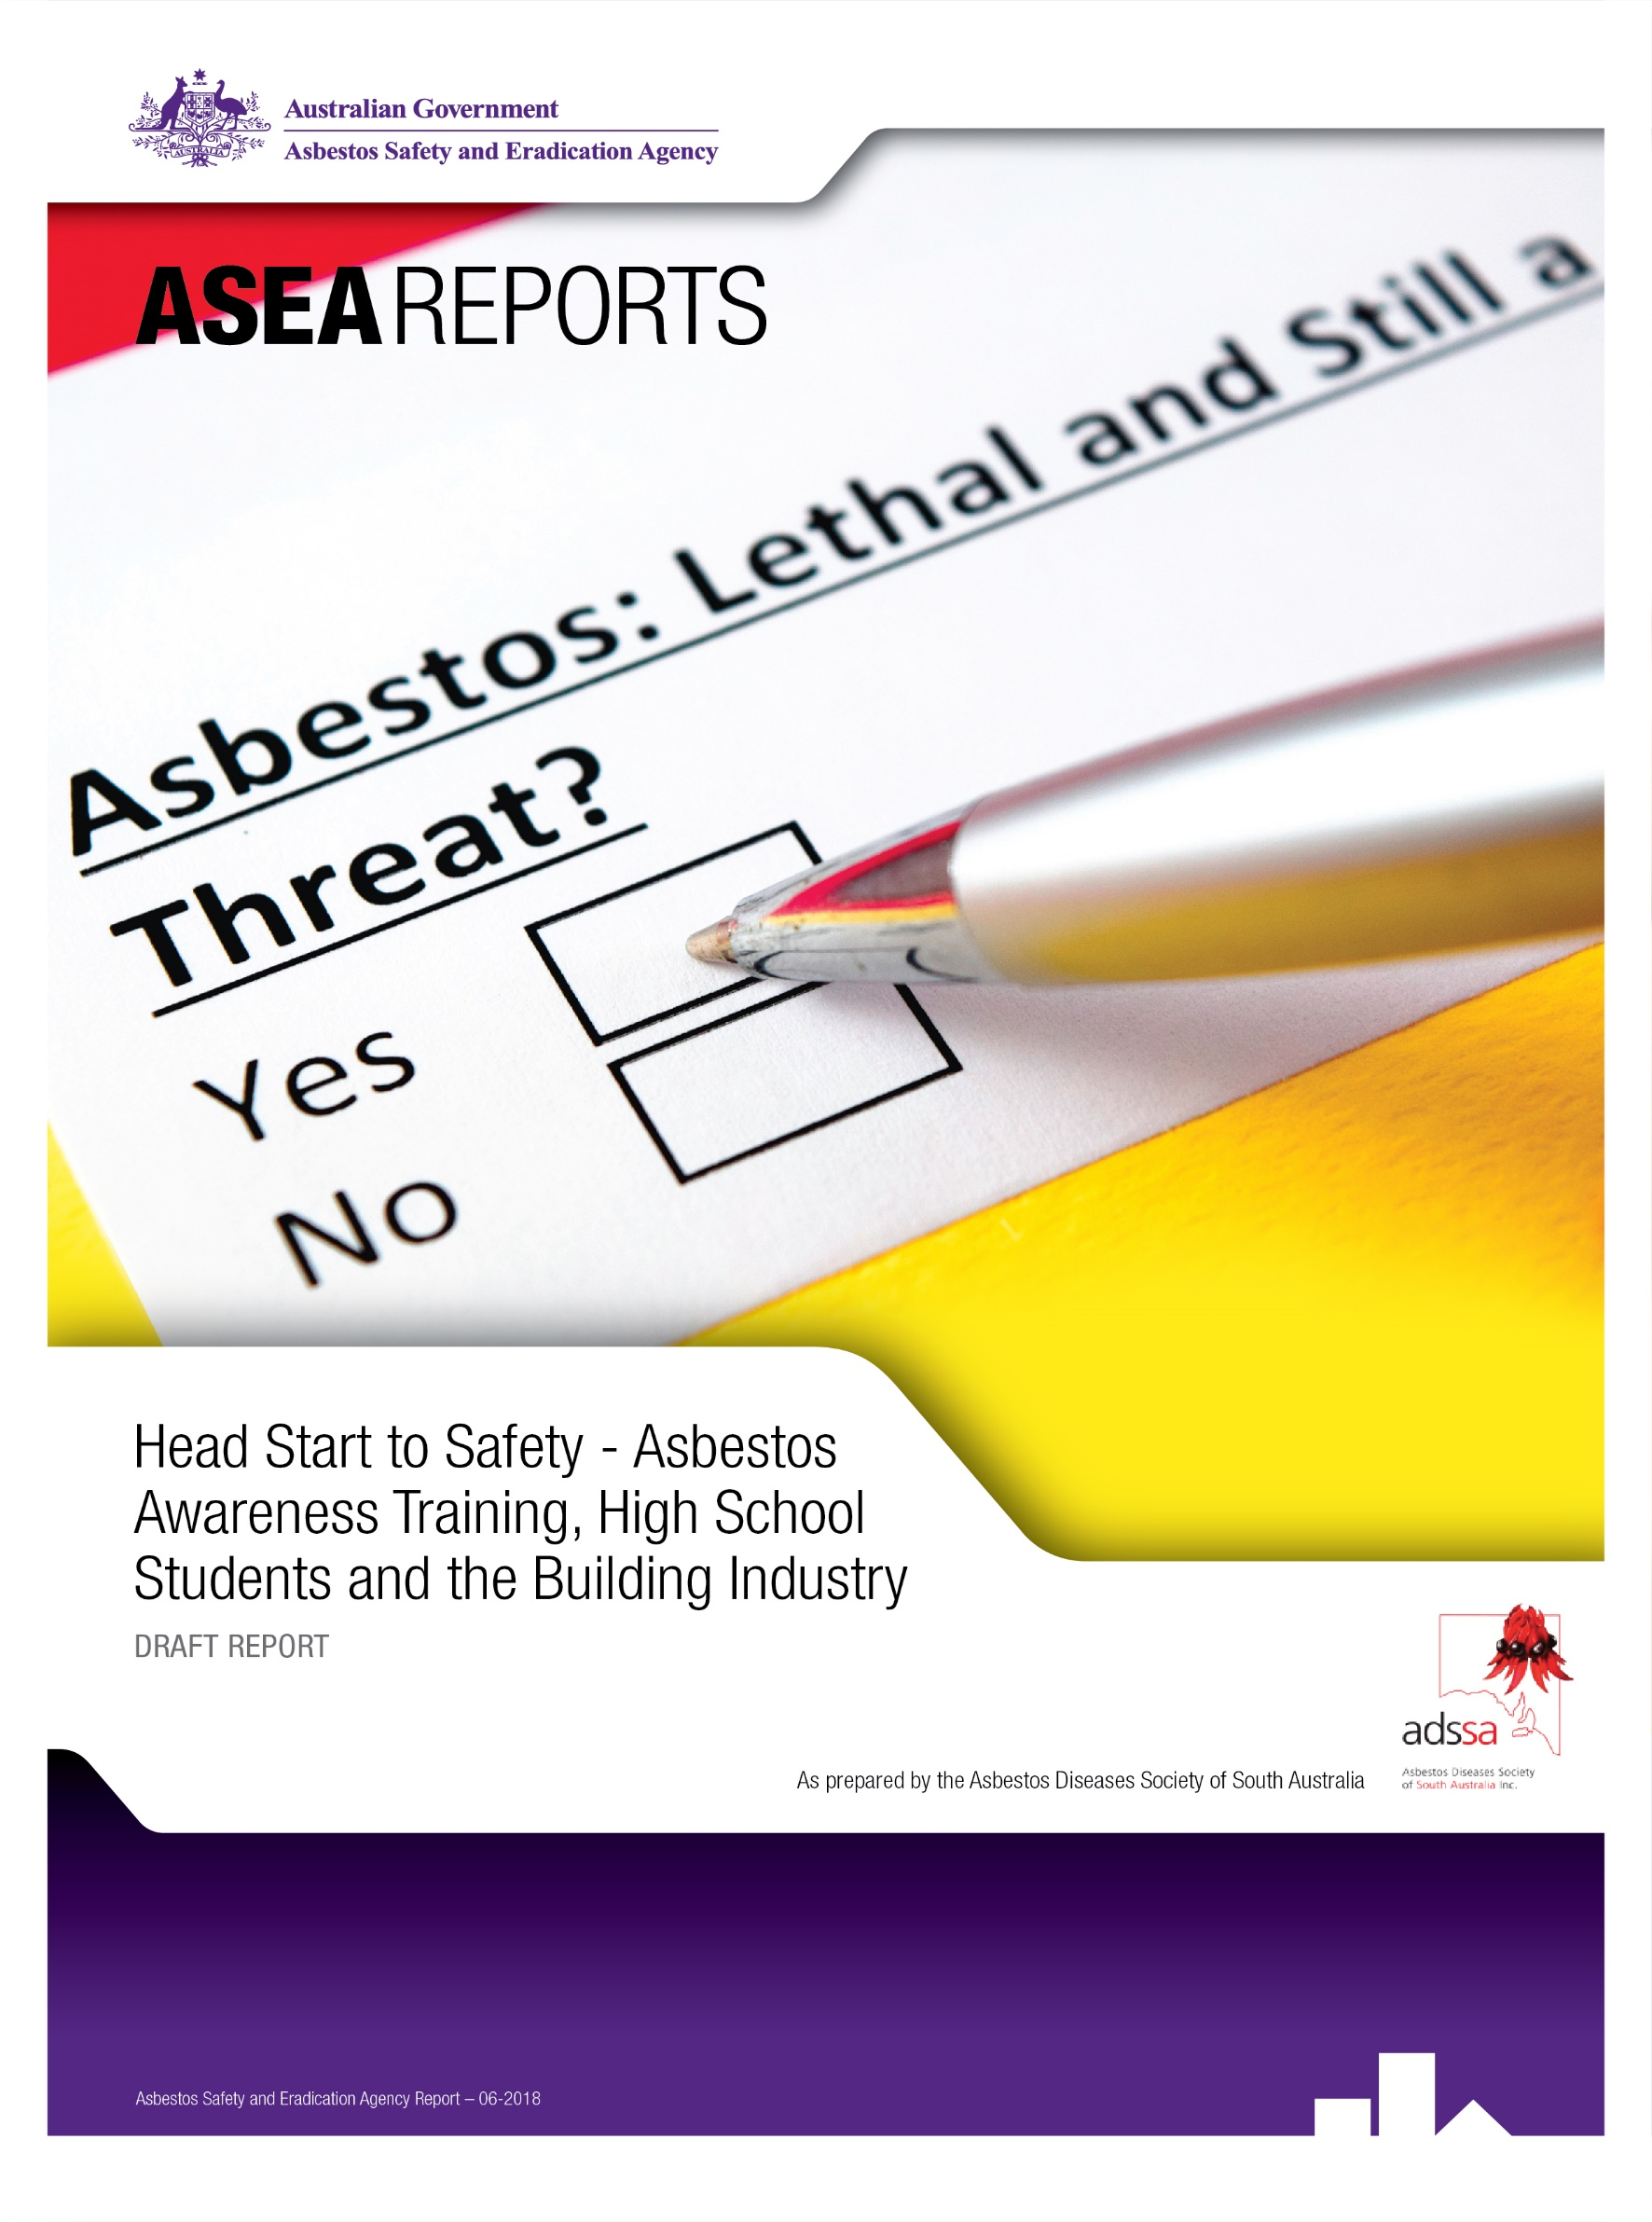 Australian Government
Asbestos Safety and Eradication Agency
AUSTRALIA
ASEA REPORTS
Asbestos: Lethal and Still a
Threat?
Yes
No
Head Start to Safety - Asbestos
Awareness Training, High School
Students and the Building Industry
DRAFT REPORT
adssa
As prepared by the Asbestos Diseases Society of South Australia
Asbestos Diseases Society
of South Australia Inc.
Asbestos Safety and Eradication Agency Report – 06-2018